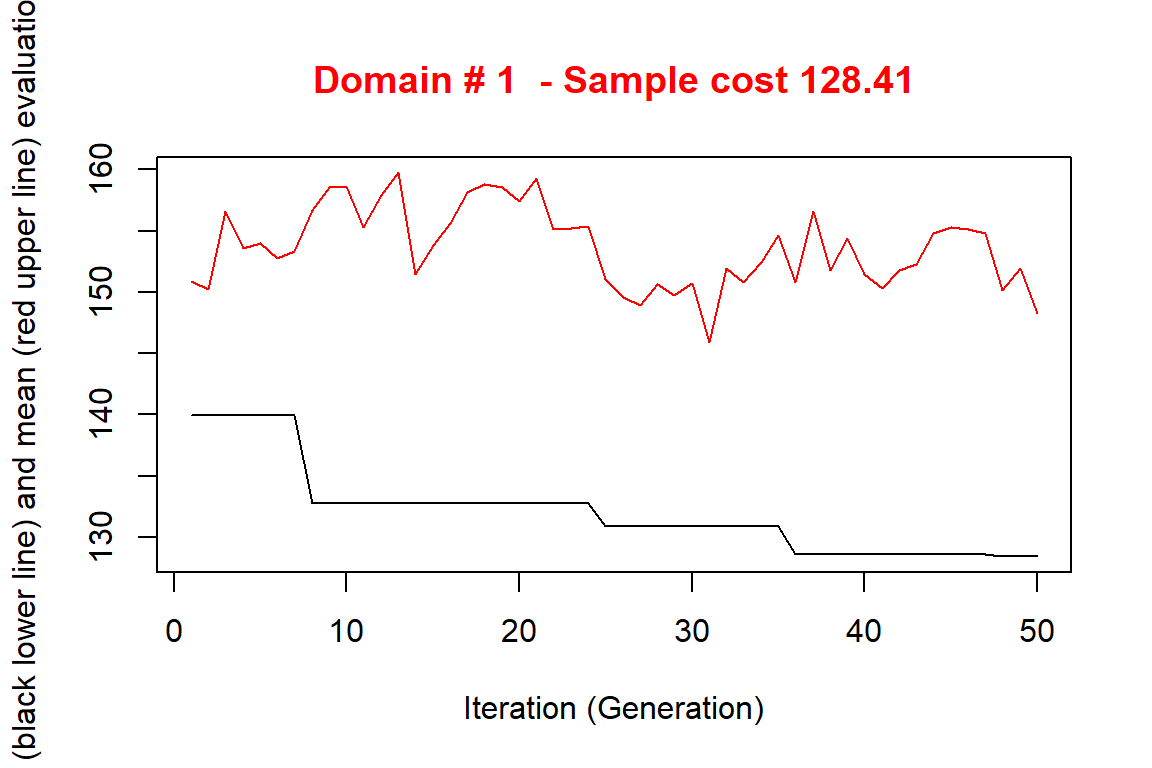 Domain # 1  - Sample cost 128.41
(black lower line) and mean (red upper line) evaluatio
160
150
140
130
0 10 20 30 40 50
Iteration (Generation)